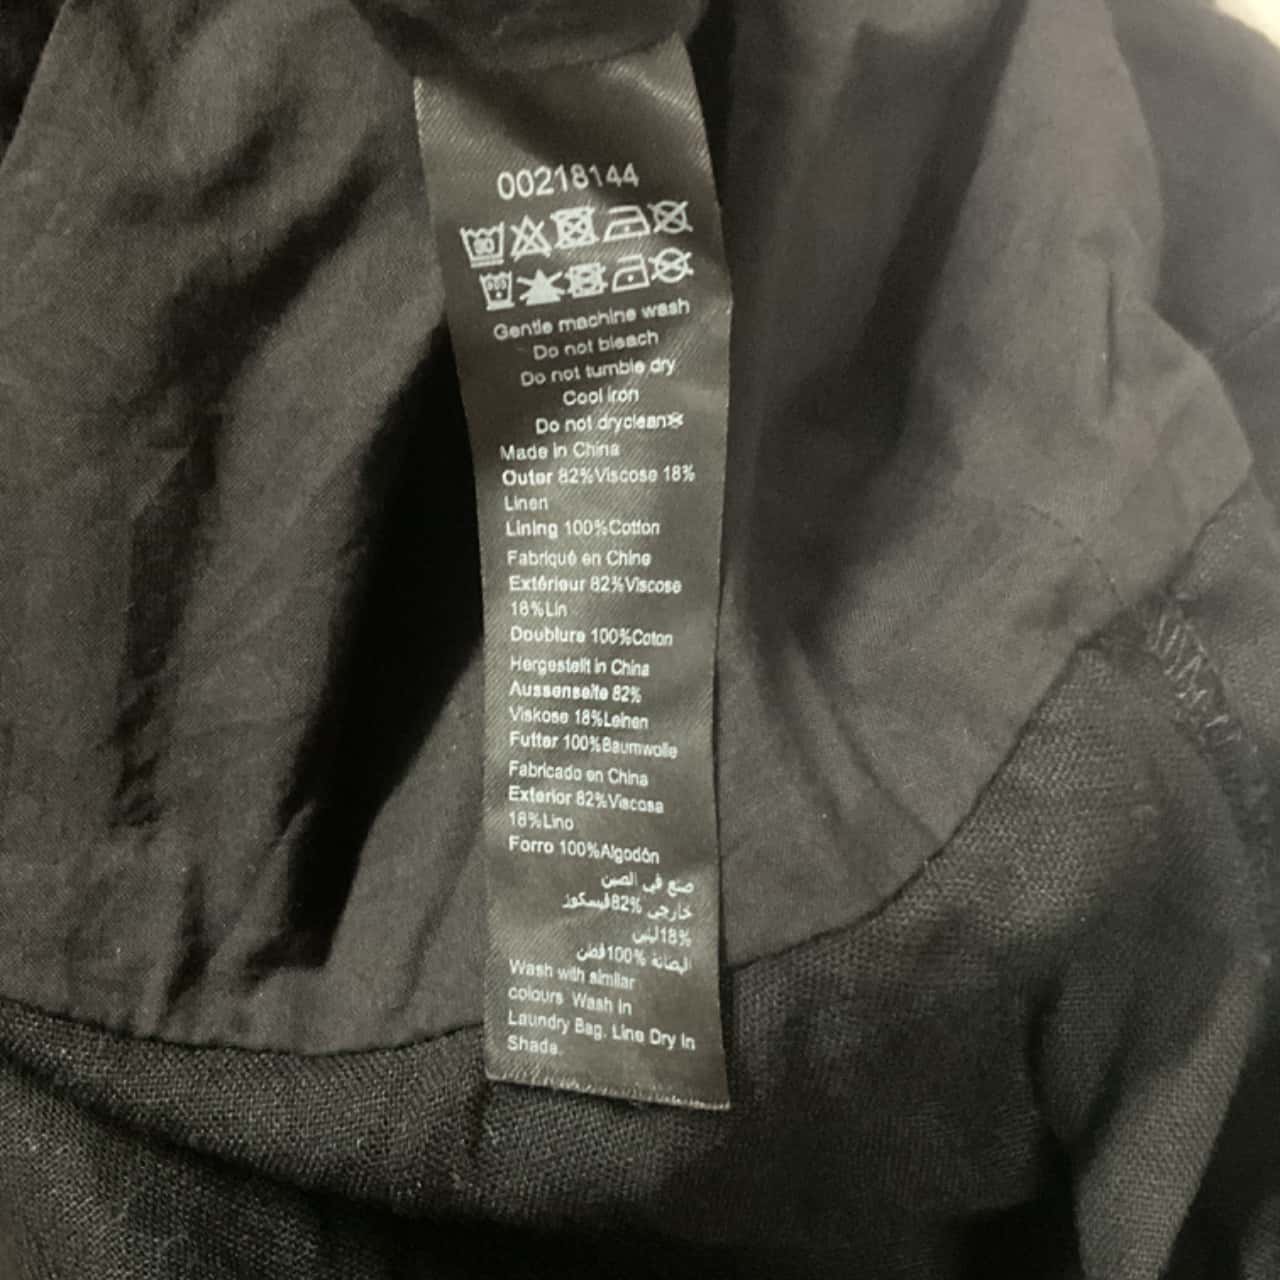 00218144
Gentle machine wash
Do not bleach
Do not tumble dry
Cool iron
Do not dryclean
Made in China
Outer 82%Viscose 18%
Linen
Lining 100%Cotton
Fabriqué en Chine
Extérieur 82%Viscose
18%Lin
Doublure 100%Coton
Hergestellt in China
Aussenseite 82%
Viskose 18%Leinen
Futter 100%Baumwolle
Fabricado en China
Exterior 82%Viscosa
18%Lino
Forro 100%Algodón
صنع في الصين
خارجي 82%فيسكوز
18%لينن
البطانة 100%قطن
Wash with similar
colours Wash In
Laundry Bag. Line Dry In
Shade.